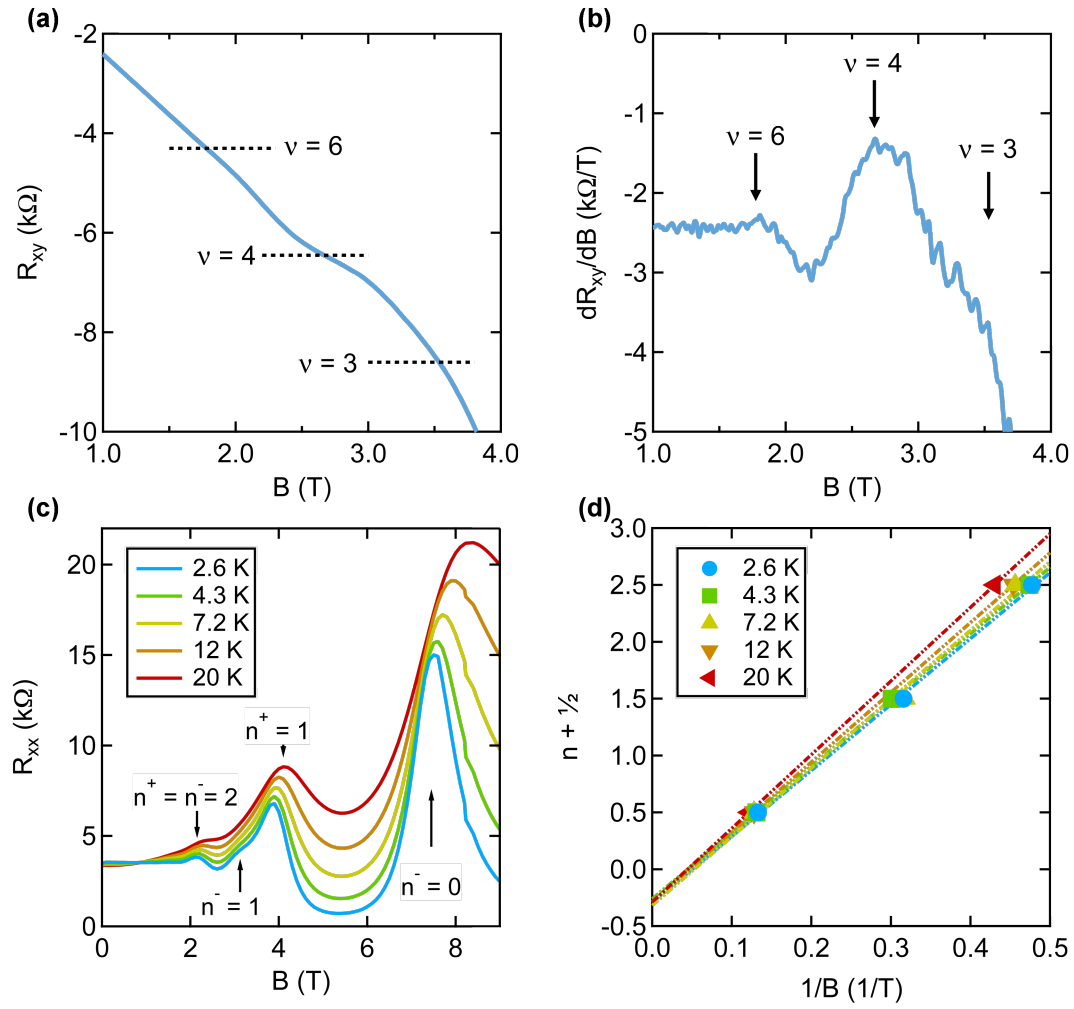 (a)
-2
-4
-6
-8
-10
1.0 2.0 3.0 4.0
R_xy (kΩ)
B (T)
ν = 6
ν = 4
ν = 3
(b)
0
-1
-2
-3
-4
-5
1.0 2.0 3.0 4.0
dR_xy/dB (kΩ/T)
B (T)
ν = 4
ν = 6
ν = 3
(c)
20
15
10
5
0
0 2 4 6 8
R_xx (kΩ)
B (T)
2.6 K
4.3 K
7.2 K
12 K
20 K
n⁺ = 1
n⁺ = n⁻ = 2
n⁻ = 1
n⁻ = 0
(d)
3.0
2.5
2.0
1.5
1.0
0.5
0.0
-0.5
0.0 0.1 0.2 0.3 0.4 0.5
n + ½
1/B (1/T)
2.6 K
4.3 K
7.2 K
12 K
20 K